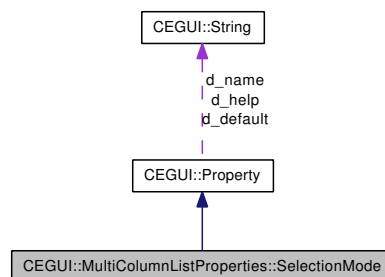 CEGUI::String
d_name
d_help
d_default
CEGUI::Property
CEGUI::MultiColumnListProperties::SelectionMode